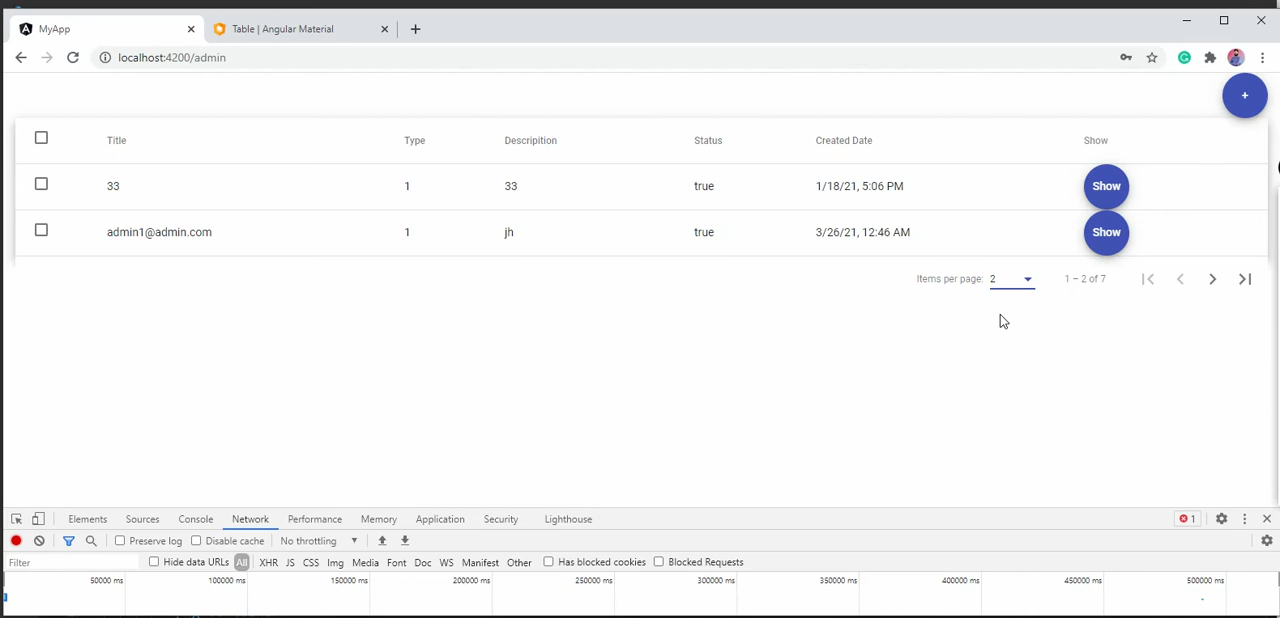 MyApp
Table | Angular Material
localhost:4200/admin
+
Title Type Descripition Status Created Date Show
33 1 33 true 1/18/21, 5:06 PM Show
admin1@admin.com 1 jh true 3/26/21, 12:46 AM Show
Items per page: 2 1 – 2 of 7
Elements Sources Console Network Performance Memory Application Security Lighthouse 1
Preserve log Disable cache No throttling
Filter Hide data URLs All XHR JS CSS Img Media Font Doc WS Manifest Other Has blocked cookies Blocked Requests
50000 ms 100000 ms 150000 ms 200000 ms 250000 ms 300000 ms 350000 ms 400000 ms 450000 ms 500000 ms